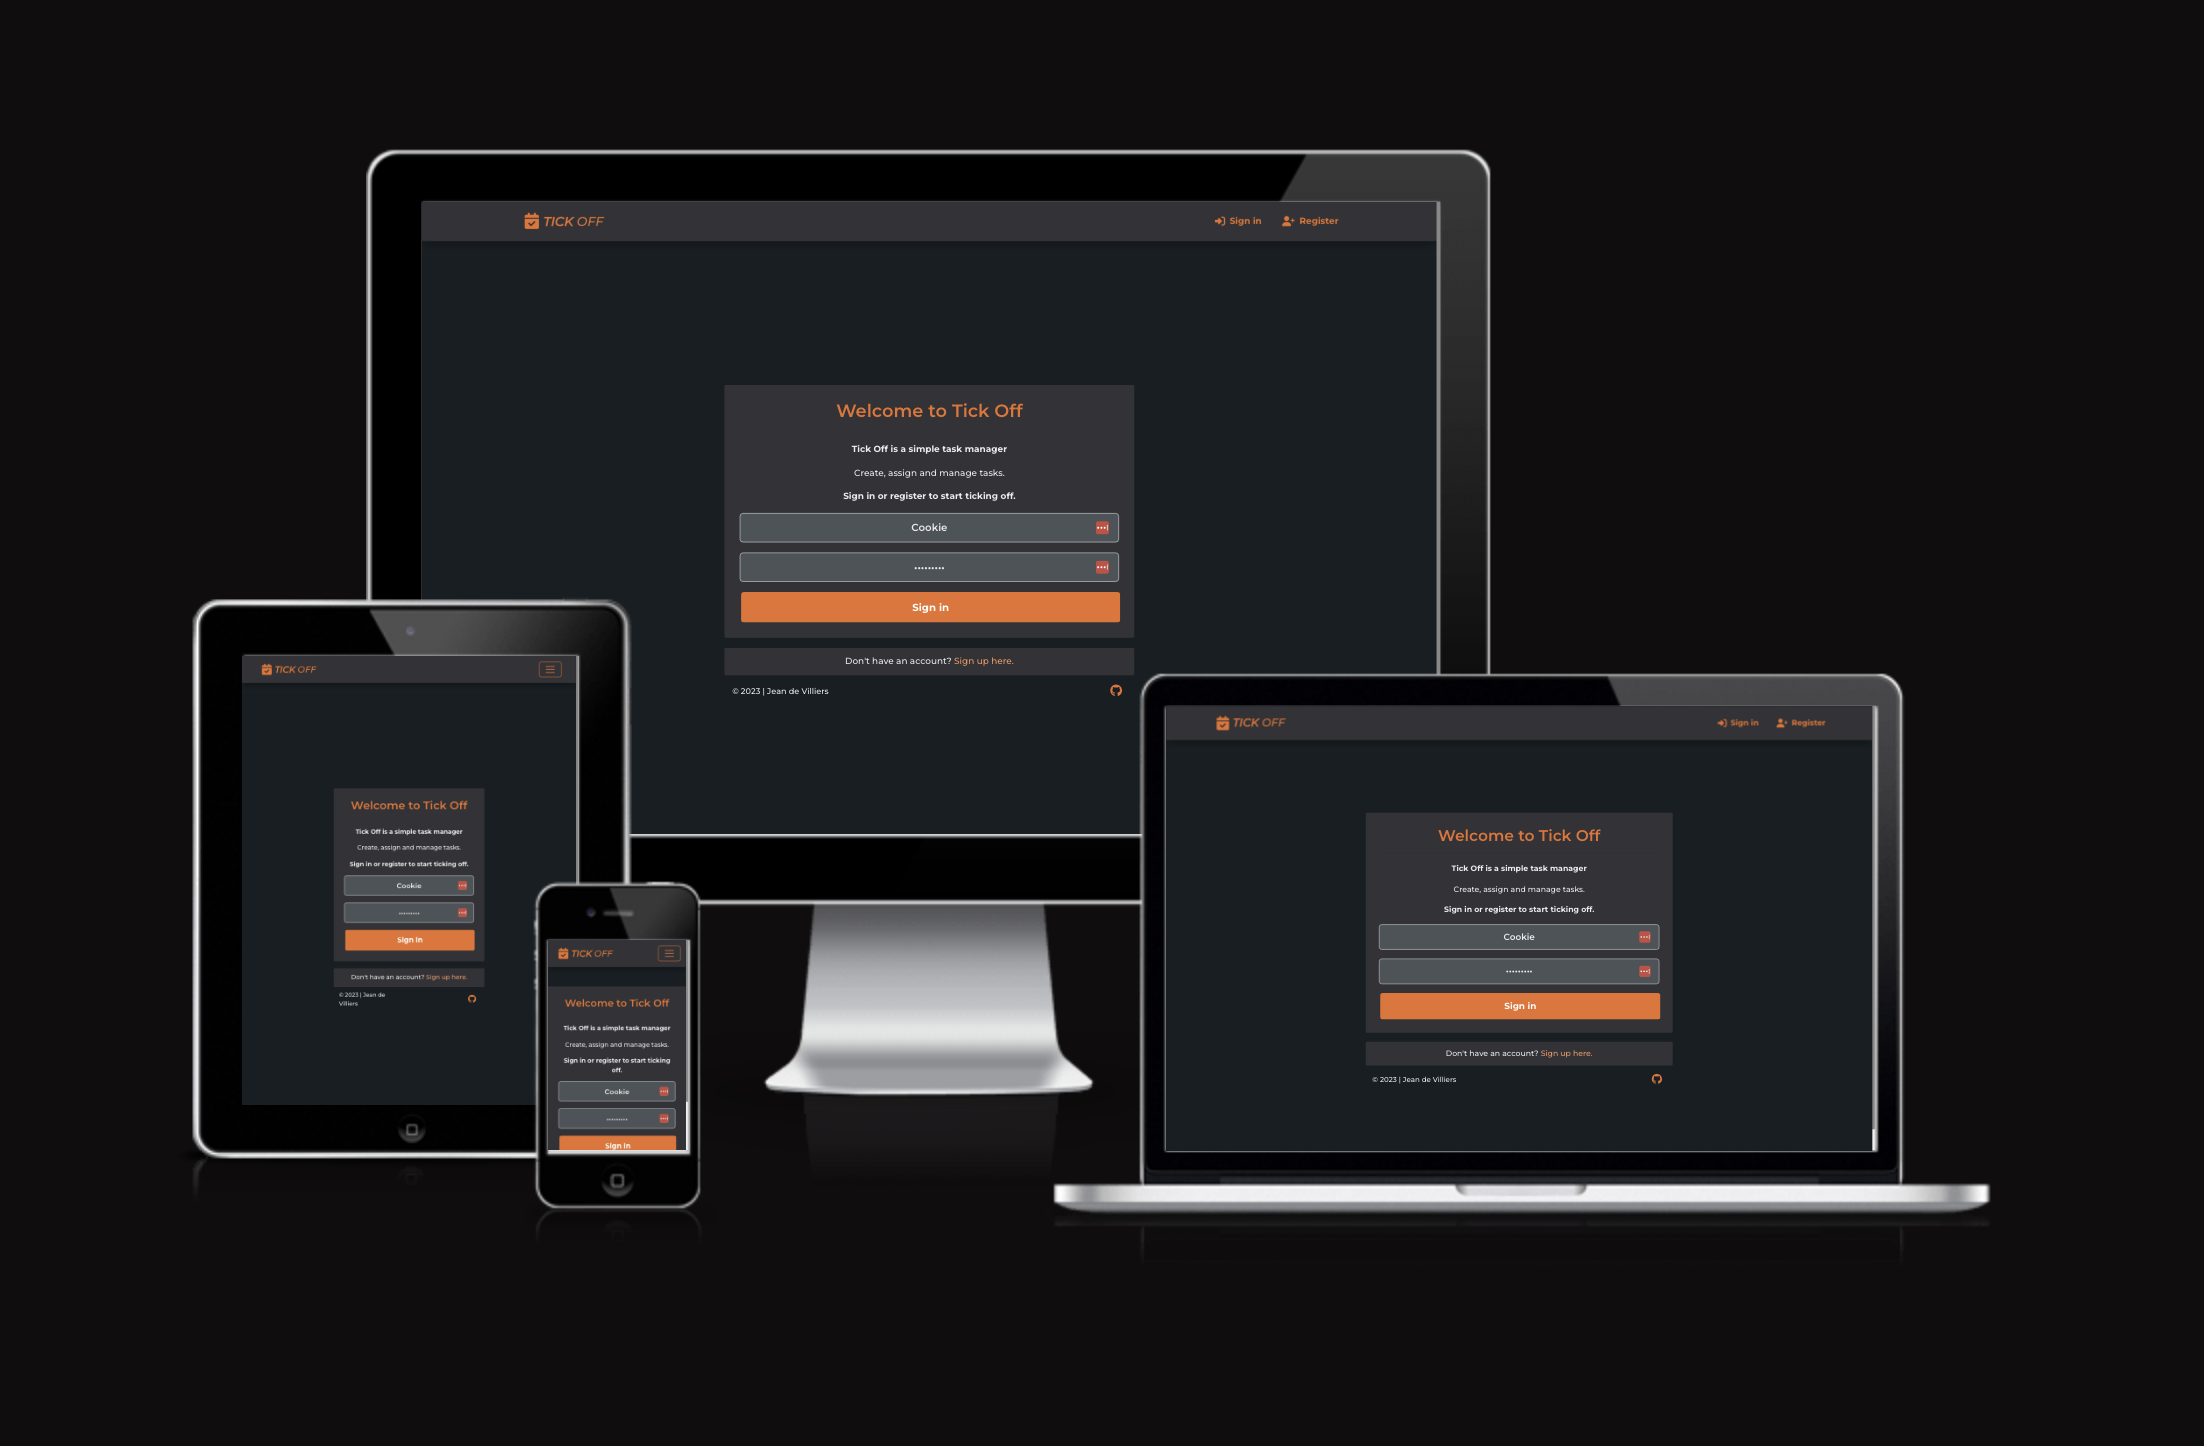 TICK OFF
Sign in Register
Welcome to Tick Off
Tick Off is a simple task manager
Create, assign and manage tasks.
Sign in or register to start ticking off.
Cookie
Sign in
Don't have an account? Sign up here.
© 2023 | Jean de Villiers
TICK OFF
Welcome to Tick Off
Tick Off is a simple task manager
Create, assign and manage tasks.
Sign in or register to start ticking off.
Cookie
Sign in
Don't have an account? Sign up here.
© 2023 | Jean de
Villiers
TICK OFF
Welcome to Tick Off
Tick Off is a simple task manager
Create, assign and manage tasks.
Sign in or register to start ticking
off.
Cookie
Sign in
TICK OFF
Sign in Register
Welcome to Tick Off
Tick Off is a simple task manager
Create, assign and manage tasks.
Sign in or register to start ticking off.
Cookie
Sign in
Don't have an account? Sign up here.
© 2023 | Jean de Villiers